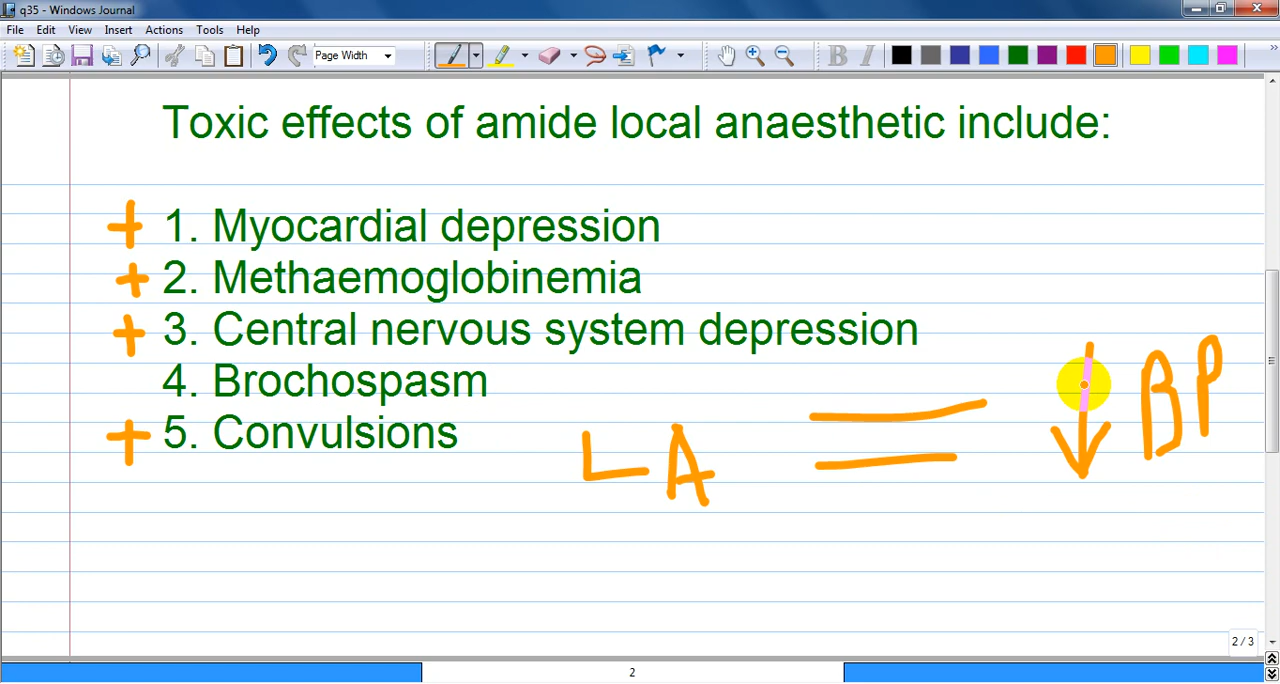 q35 - Windows Journal
File Edit View Insert Actions Tools Help
Page Width B I
Toxic effects of amide local anaesthetic include:
+ 1. Myocardial depression
+ 2. Methaemoglobinemia
+ 3. Central nervous system depression
4. Brochospasm
+ 5. Convulsions
LA = ↓ BP
2 / 3
2